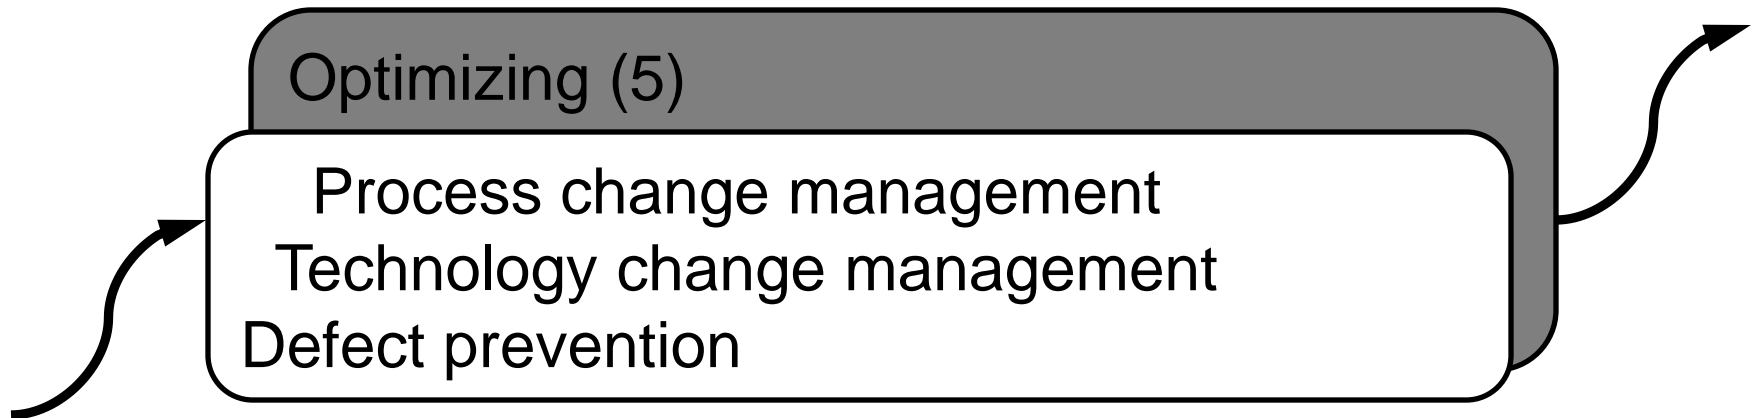 Optimizing (5)
Process change management
Technology change management
Defect prevention